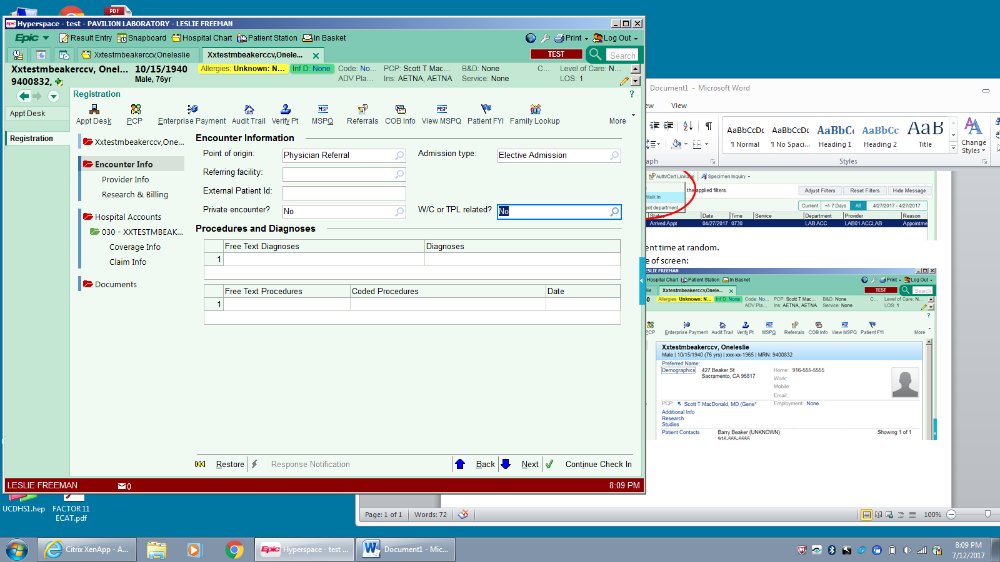 PDF
Epic Hyperspace - test - PAVILION LABORATORY - LESLIE FREEMAN
Epic Result Entry Snapboard Hospital Chart Patient Station In Basket Print Log Out
Xxtestmbeakerccv,Oneleslie Xxtestmbeakerccv,Onele... TEST Search
Xxtestmbeakerccv, Onel... 10/15/1940 Allergies: Unknown: N... Inf D: None Code: No... PCP: Scott T Mac... B&D: None C... Level of Care: N...
9400832, Male, 76yr ADV Pla... Ins: AETNA, AETNA Service: None LOS: 1
Registration ?
Appt Desk
Registration
Appt Desk PCP Enterprise Payment Audit Trail Verify Pt MSPQ Referrals COB Info View MSPQ Patient FYI Family Lookup More
Xxtestmbeakerccv,One...
Encounter Info
Provider Info
Research & Billing
Hospital Accounts
030 - XXTESTMBEAK...
Coverage Info
Claim Info
Documents
Encounter Information
Point of origin: Physician Referral Admission type: Elective Admission
Referring facility:
External Patient Id:
Private encounter? No W/C or TPL related? No
Procedures and Diagnoses
Free Text Diagnoses Diagnoses
1
Free Text Procedures Coded Procedures Date
1
Restore Response Notification Back Next Continue Check In
LESLIE FREEMAN 0 8:09 PM
Document1 - Microsoft Word
ew View
AaBbCcDc AaBbCcDc AaBbC AaBbCc AaB
¶ Normal ¶ No Spaci... Heading 1 Heading 2 Title Change Styles
aph Styles
Auth/Cert Linkage Specimen Inquiry
the applied filters. Adjust Filters Reset Filters Hide Message
Walk In
nt department Current +/- 7 Days All 4/27/2017 - 4/27/2017
Status Date Time Service Department Provider Reason
Arrived Appt 04/27/2017 0730 LAB ACC LAB01 ACCLAB Appointme
ent time at random.
e of screen:
LESLIE FREEMAN
Hospital Chart Patient Station In Basket Print Log Out
lie Xxtestmbeakerccv,Onele... TEST Search
40 Allergies: Unknown: N... Inf D: None Code: No... PCP: Scott T Mac... B&D: None C... Level of Care: N...
ADV Pla... Ins: AETNA, AETNA Service: None LOS: 1
?
PCP Enterprise Payment Audit Trail Verify Pt MSPQ Referrals COB Info View MSPQ Patient FYI More
Xxtestmbeakerccv, Oneleslie
Male | 10/15/1940 (76 yrs) | xxx-xx-1965 | MRN: 9400832
Preferred Name:
Demographics 427 Beaker St Home: 916-555-5555
Sacramento, CA 95817 Work:
Mobile:
Email:
PCP: Scott T MacDonald, MD (Gene* Employment: None
Additional Info
Research
Studies
Patient Contacts Barry Beaker (UNKNOWN) Showing 1 of 1
916-555-5555
Page: 1 of 1 Words: 72 100%
UCDHS1.hep FACTOR 11
ECAT.pdf
Citrix XenApp - A... Epic Hyperspace - test ... Document1 - Mic...
8:09 PM
7/12/2017